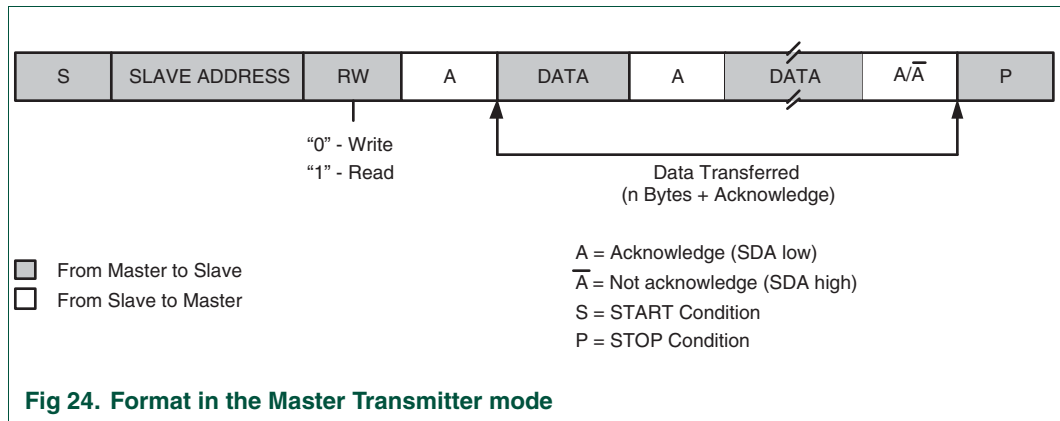 S SLAVE ADDRESS RW A DATA A DATA A/A̅ P
“0” - Write
“1” - Read
Data Transferred
(n Bytes + Acknowledge)
From Master to Slave
From Slave to Master
A = Acknowledge (SDA low)
A̅ = Not acknowledge (SDA high)
S = START Condition
P = STOP Condition
Fig 24. Format in the Master Transmitter mode